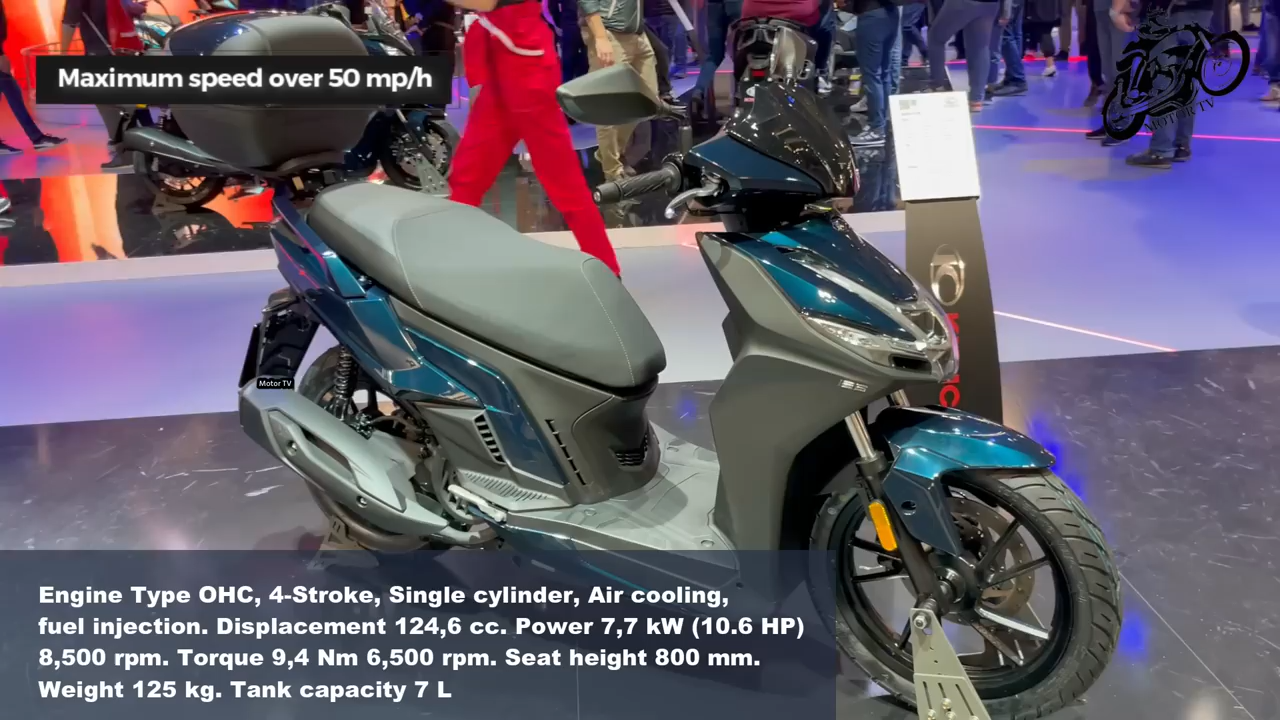 Maximum speed over 50 mp/h
MOTOR TV
Motor TV
Engine Type OHC, 4-Stroke, Single cylinder, Air cooling,
fuel injection. Displacement 124,6 cc. Power 7,7 kW (10.6 HP)
8,500 rpm. Torque 9,4 Nm 6,500 rpm. Seat height 800 mm.
Weight 125 kg. Tank capacity 7 L